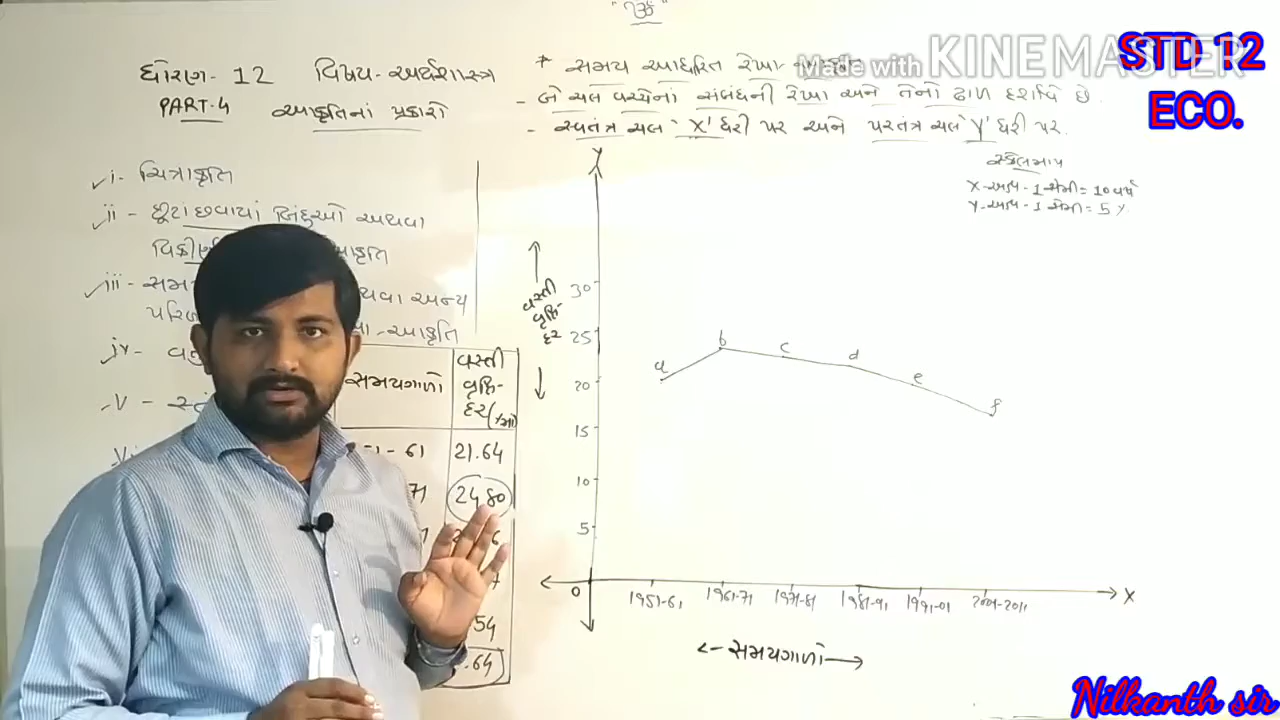 "ૐ"
STD 12
ECO.
Made with KINEMASTER
ધોરણ- 12 વિષય- અર્થશાસ્ત્ર
PART-4 આકૃતિનાં પ્રકારો
i- ચિત્રાકૃતિ
ii - છૂટાંછવાયાં બિંદુઓ અથવા
આકૃતિ
iii- અથવા અન્ય
આકૃતિ
iv-
v -
* સમય આધારિત રેખા-
- બે ચલ વચ્ચેનાં સંબંધની રેખા અને તેનો ઢાળ દર્શાવે છે.
- સ્વતંત્ર ચલ 'X' ધરી પર અને પરતંત્ર ચલ 'Y' ધરી પર.
સ્કેલમાપ
X-અક્ષ - 1 સેમી = 10 વર્ષ
Y-અક્ષ - 1 સેમી = 5 %
સમયગાળો
વસ્તી વૃદ્ધિ-દર (%માં)
61 21.64
71 24.80
54
.64
Y
વસ્તી વૃદ્ધિ-દર
30
25
20
15
10
5
0
a b c d e f
1951-61 1961-71 1971-81 1981-91 1991-01 2001-2011
X
સમયગાળો
Nilkanth sir